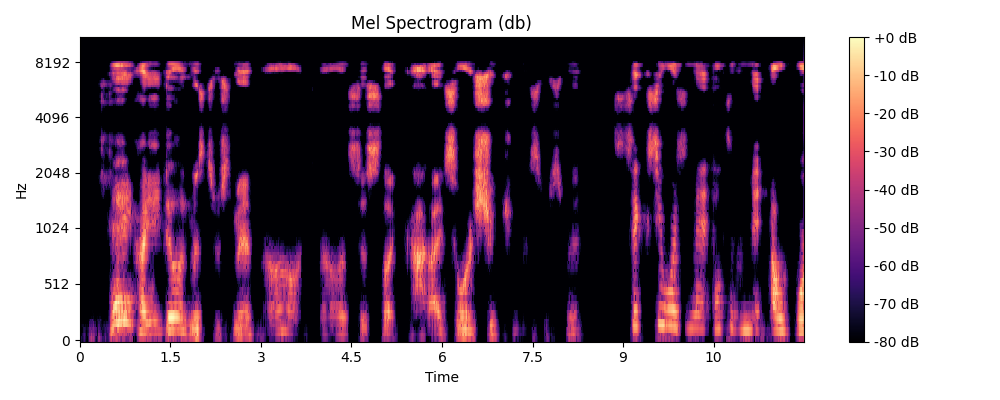 Mel Spectrogram (db)
Hz
8192
4096
2048
1024
512
0
0 1.5 3 4.5 6 7.5 9 10
Time
+0 dB
-10 dB
-20 dB
-30 dB
-40 dB
-50 dB
-60 dB
-70 dB
-80 dB